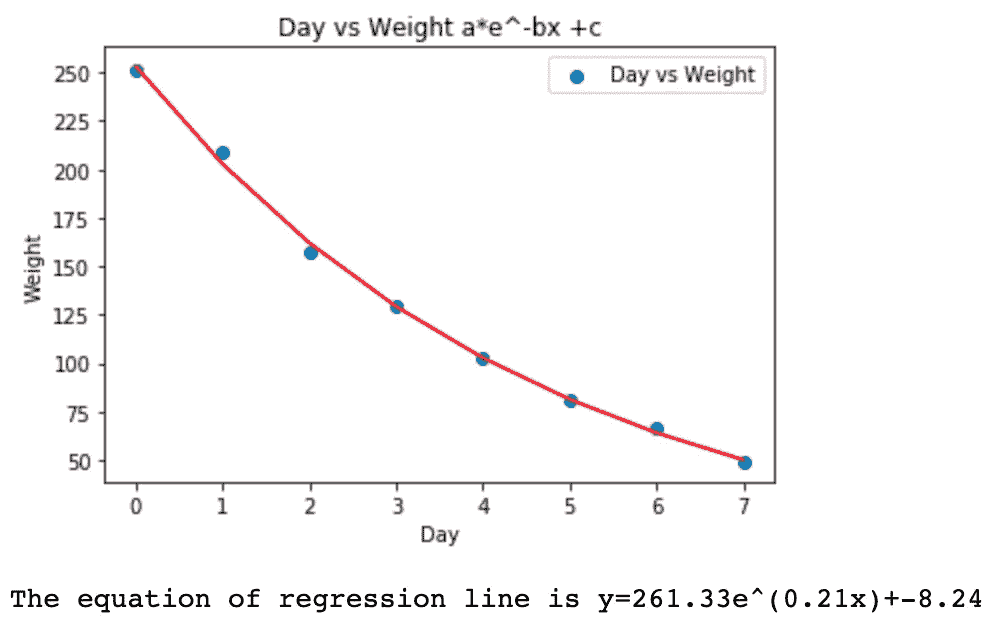 Day vs Weight a*e^-bx +c
Day vs Weight
250
225
200
175
150
125
100
75
50
Weight
0 1 2 3 4 5 6 7
Day
The equation of regression line is y=261.33e^(0.21x)+-8.24